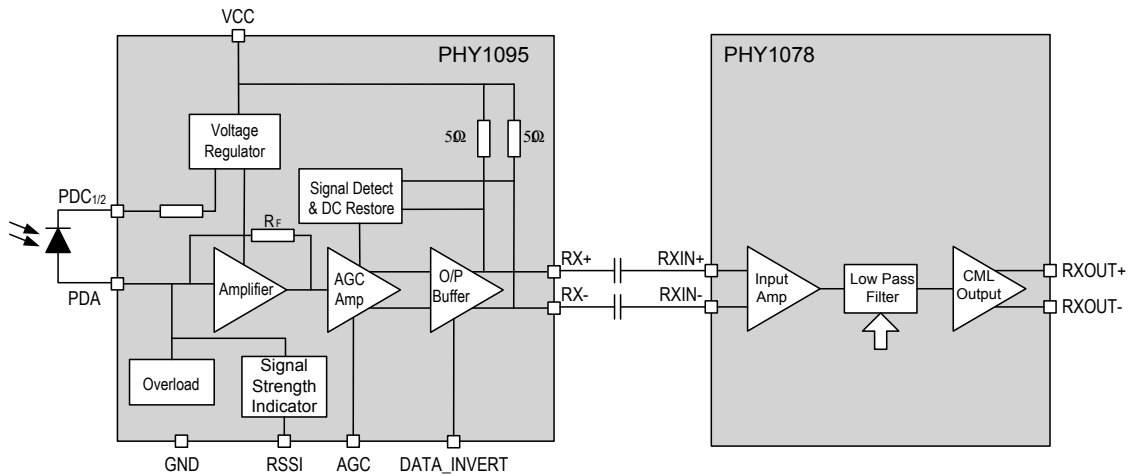 VCC
PHY1095
PHY1078
Voltage
Regulator
50Ω
50Ω
PDC1/2
Signal Detect
& DC Restore
RF
PDA
Amplifier
AGC
Amp
O/P
Buffer
RX+
RX-
RXIN+
RXIN-
Input
Amp
Low Pass
Filter
CML
Output
RXOUT+
RXOUT-
Overload
Signal
Strength
Indicator
GND
RSSI
AGC
DATA_INVERT